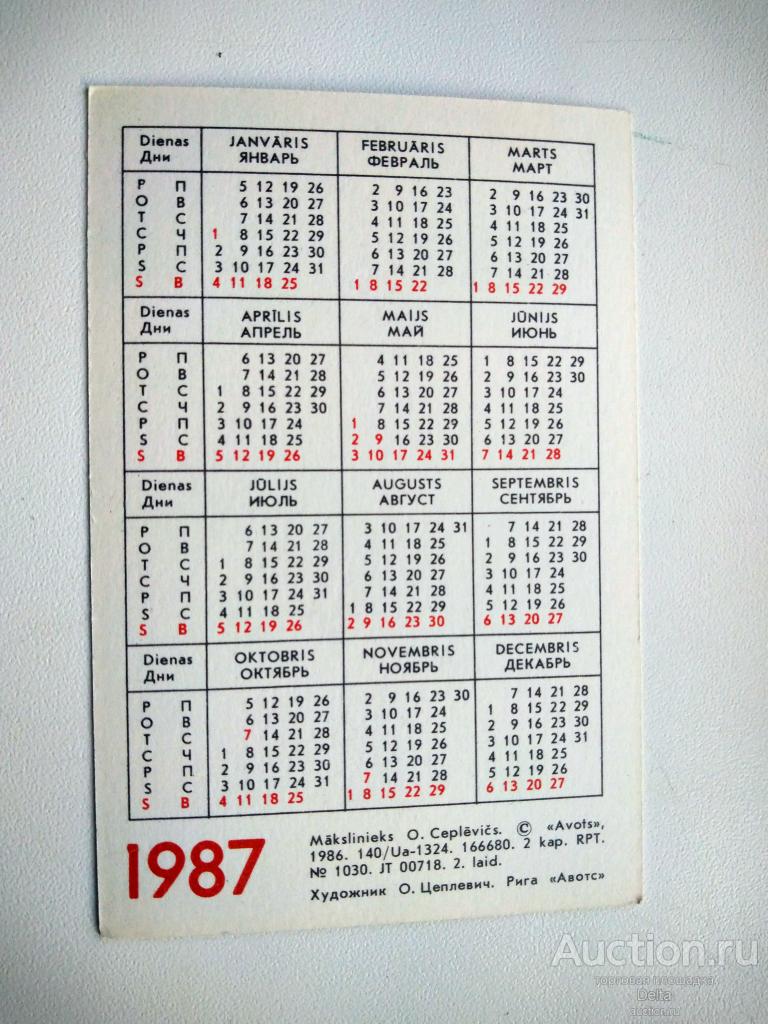 Dienas JANVĀRIS FEBRUĀRIS MARTS
Дни ЯНВАРЬ ФЕВРАЛЬ МАРТ
P П 5 12 19 26 2 9 16 23 2 9 16 23 30
O В 6 13 20 27 3 10 17 24 3 10 17 24 31
T С 7 14 21 28 4 11 18 25 4 11 18 25
C Ч 1 8 15 22 29 5 12 19 26 5 12 19 26
P П 2 9 16 23 30 6 13 20 27 6 13 20 27
S С 3 10 17 24 31 7 14 21 28 7 14 21 28
S В 4 11 18 25 1 8 15 22 1 8 15 22 29
Dienas APRĪLIS MAIJS JŪNIJS
Дни АПРЕЛЬ МАЙ ИЮНЬ
P П 6 13 20 27 4 11 18 25 1 8 15 22 29
O В 7 14 21 28 5 12 19 26 2 9 16 23 30
T С 1 8 15 22 29 6 13 20 27 3 10 17 24
C Ч 2 9 16 23 30 7 14 21 28 4 11 18 25
P П 3 10 17 24 1 8 15 22 29 5 12 19 26
S С 4 11 18 25 2 9 16 23 30 6 13 20 27
S В 5 12 19 26 3 10 17 24 31 7 14 21 28
Dienas JŪLIJS AUGUSTS SEPTEMBRIS
Дни ИЮЛЬ АВГУСТ СЕНТЯБРЬ
P П 6 13 20 27 3 10 17 24 31 7 14 21 28
O В 7 14 21 28 4 11 18 25 1 8 15 22 29
T С 1 8 15 22 29 5 12 19 26 2 9 16 23 30
C Ч 2 9 16 23 30 6 13 20 27 3 10 17 24
P П 3 10 17 24 31 7 14 21 28 4 11 18 25
S С 4 11 18 25 1 8 15 22 29 5 12 19 26
S В 5 12 19 26 2 9 16 23 30 6 13 20 27
Dienas OKTOBRIS NOVEMBRIS DECEMBRIS
Дни ОКТЯБРЬ НОЯБРЬ ДЕКАБРЬ
P П 5 12 19 26 2 9 16 23 30 7 14 21 28
O В 6 13 20 27 3 10 17 24 1 8 15 22 29
T С 7 14 21 28 4 11 18 25 2 9 16 23 30
C Ч 1 8 15 22 29 5 12 19 26 3 10 17 24 31
P П 2 9 16 23 30 6 13 20 27 4 11 18 25
S С 3 10 17 24 31 7 14 21 28 5 12 19 26
S В 4 11 18 25 1 8 15 22 29 6 13 20 27
1987
Mākslinieks O. Ceplēvičs. © «Avots»,
1986. 140/Ua-1324. 166680. 2 kap. RPT.
№ 1030. JT 00718. 2. laid.
Художник О. Цеплевич. Рига «Авотс»
Auction.ru
торговая площадка
Delta
auction.ru